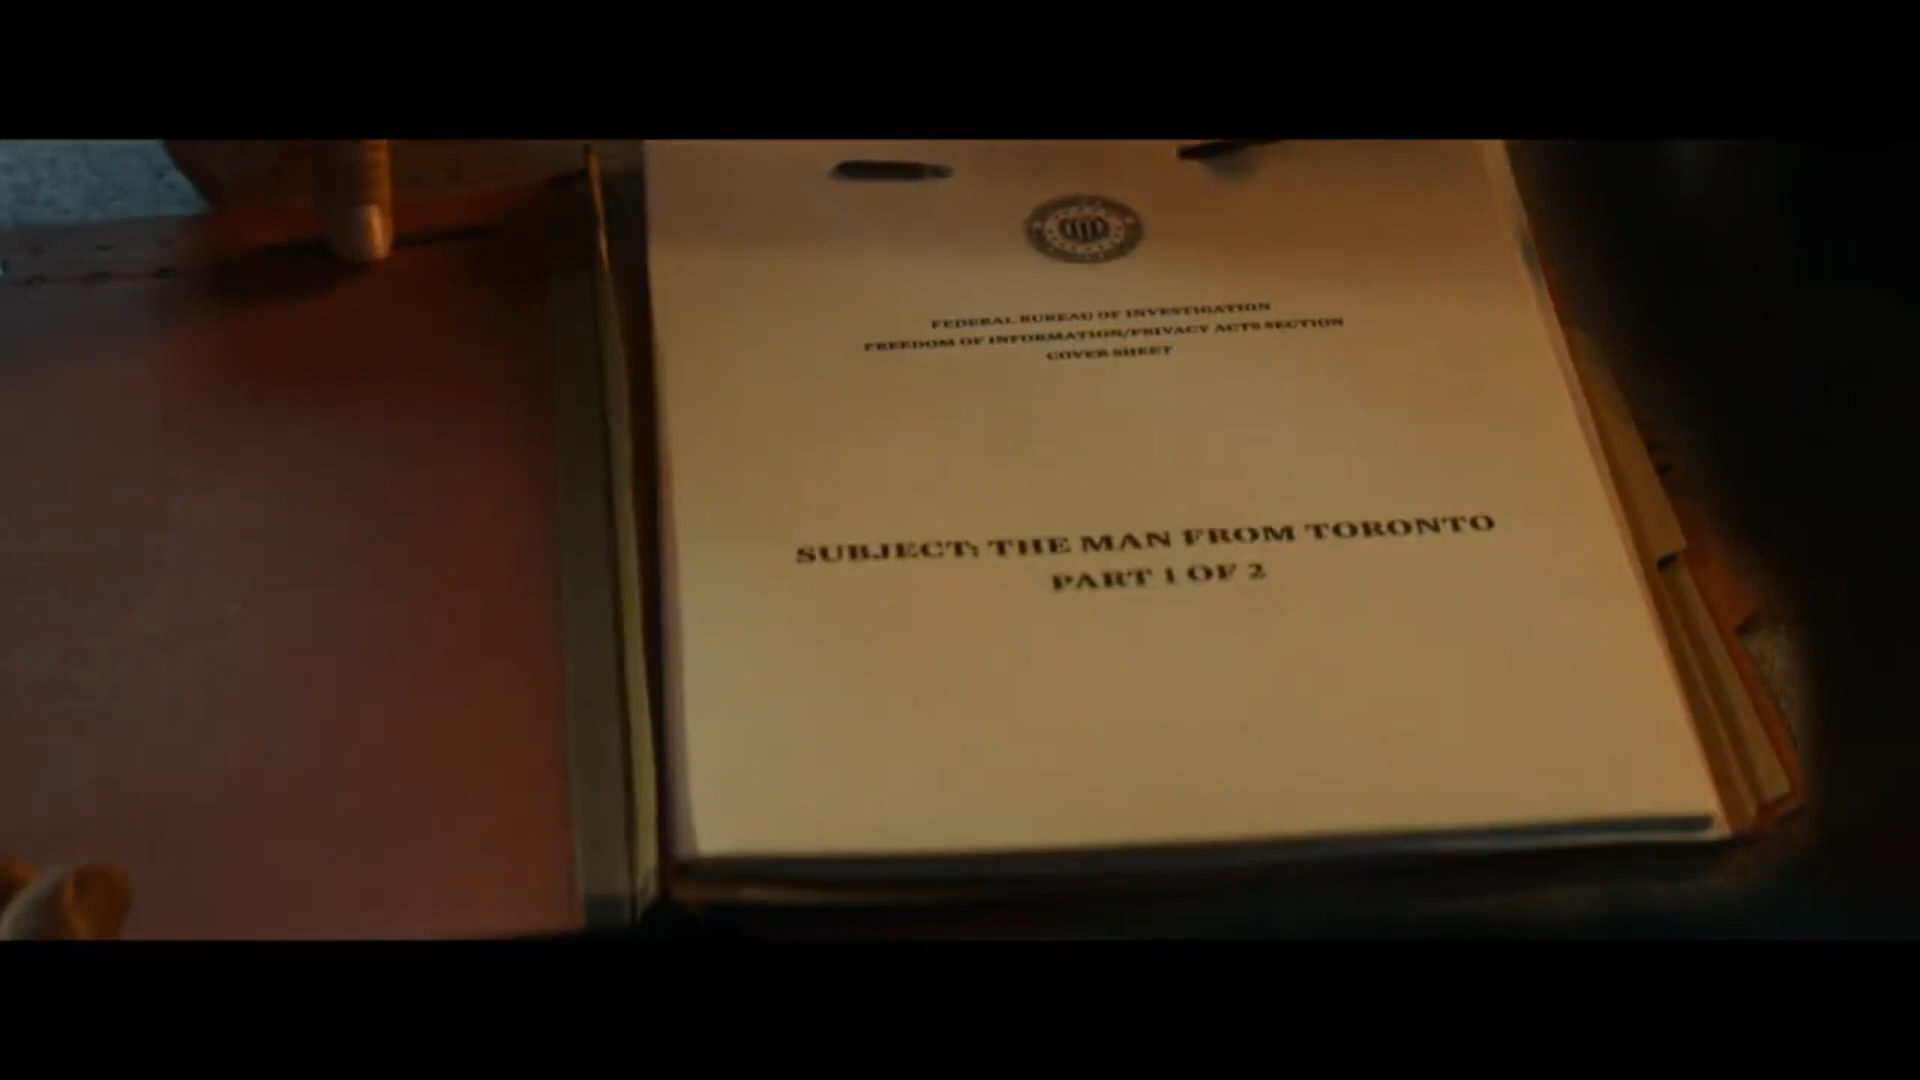 FEDERAL BUREAU OF INVESTIGATION
FREEDOM OF INFORMATION/PRIVACY ACTS SECTION
COVER SHEET
SUBJECT; THE MAN FROM TORONTO
PART 1 OF 2